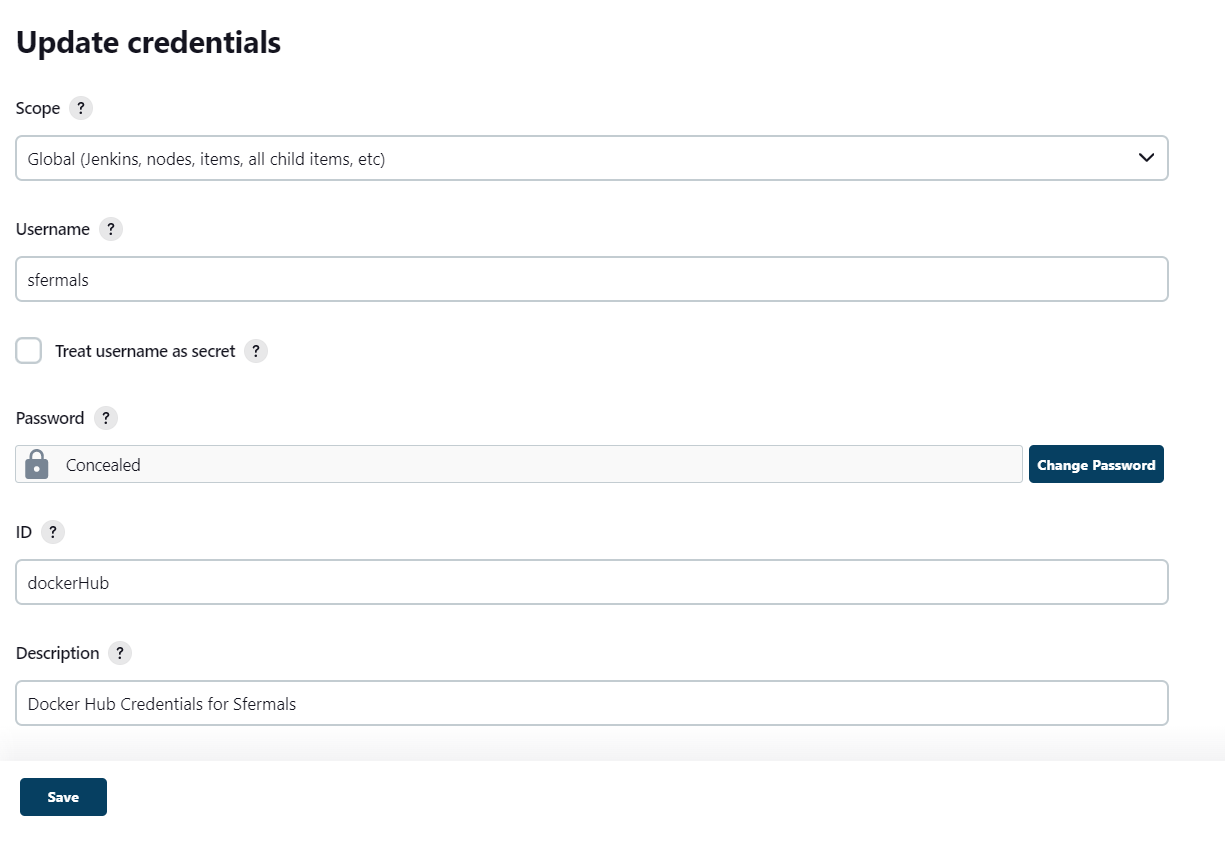 Update credentials
Scope ?
Global (Jenkins, nodes, items, all child items, etc)
Username ?
sfermals
Treat username as secret ?
Password ?
Concealed
Change Password
ID ?
dockerHub
Description ?
Docker Hub Credentials for Sfermals
Save